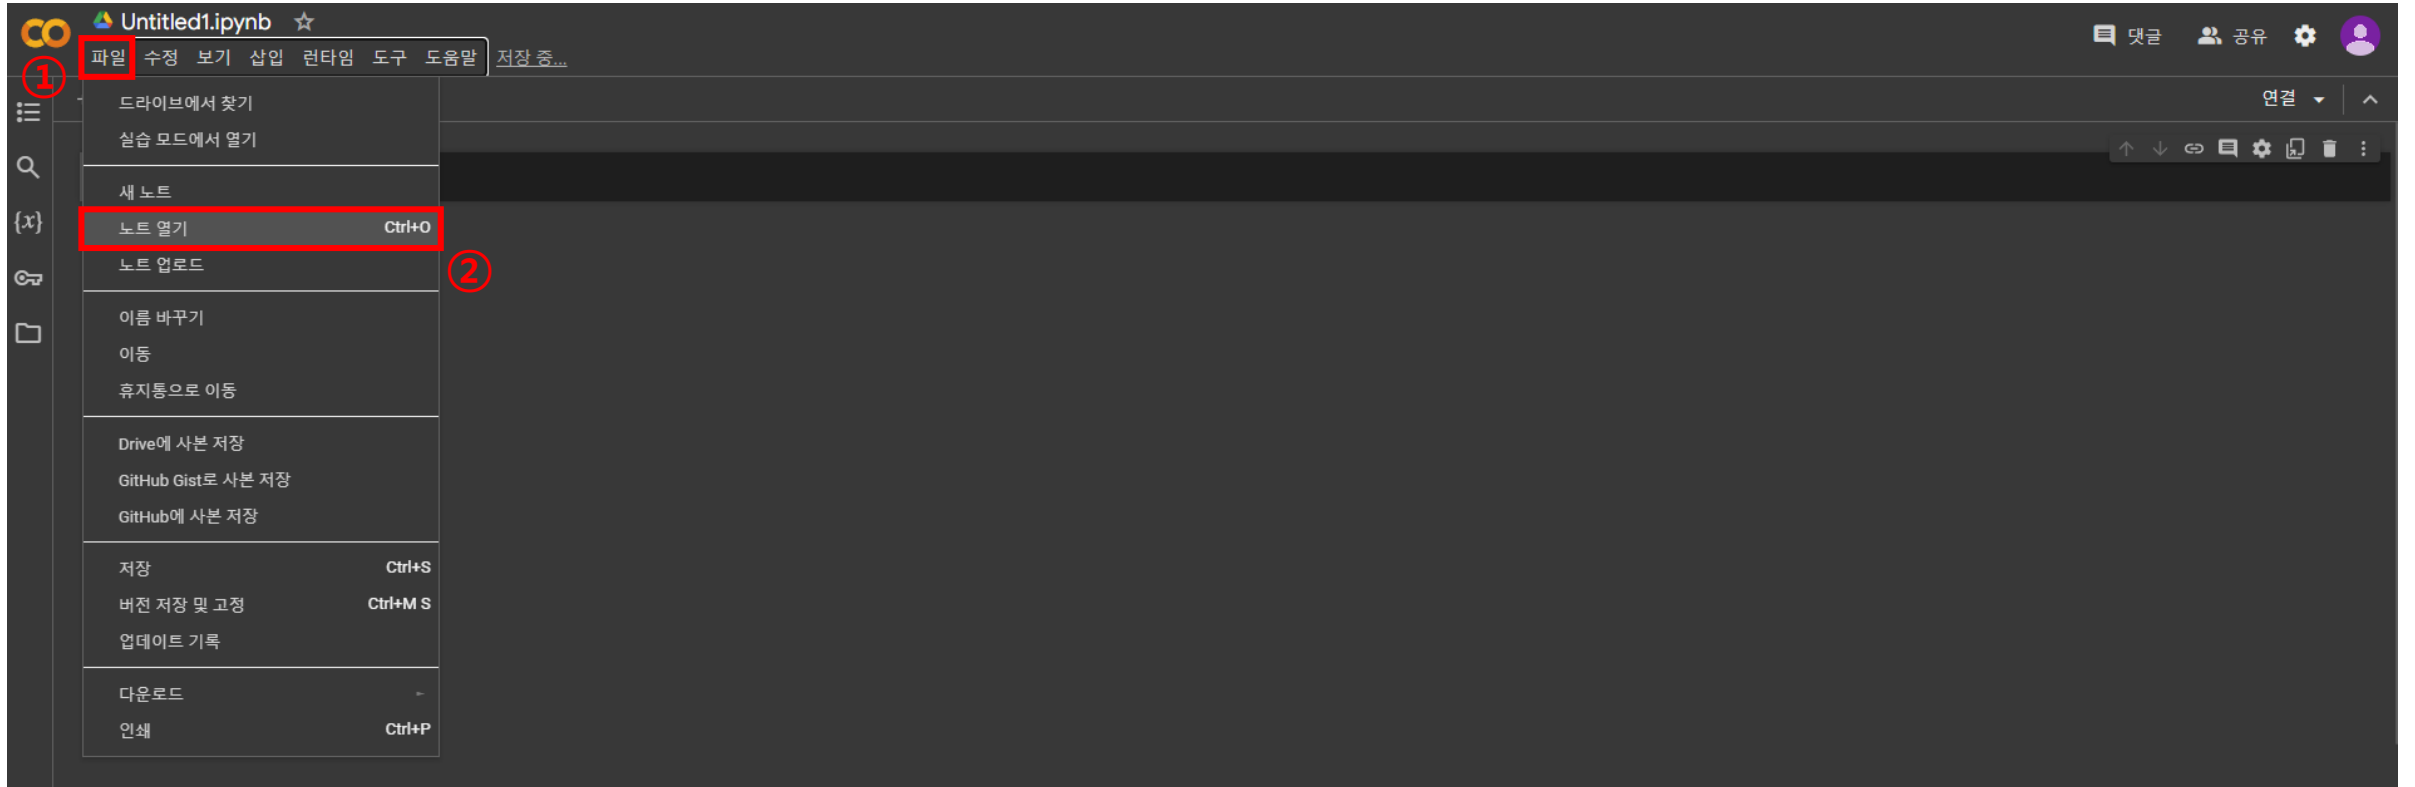 Untitled1.ipynb
댓글 공유
파일 수정 보기 삽입 런타임 도구 도움말 저장 중...
①
연결
드라이브에서 찾기
실습 모드에서 열기
새 노트
{x}
노트 열기 Ctrl+O
노트 업로드
②
이름 바꾸기
이동
휴지통으로 이동
Drive에 사본 저장
GitHub Gist로 사본 저장
GitHub에 사본 저장
저장 Ctrl+S
버전 저장 및 고정 Ctrl+M S
업데이트 기록
다운로드
인쇄 Ctrl+P